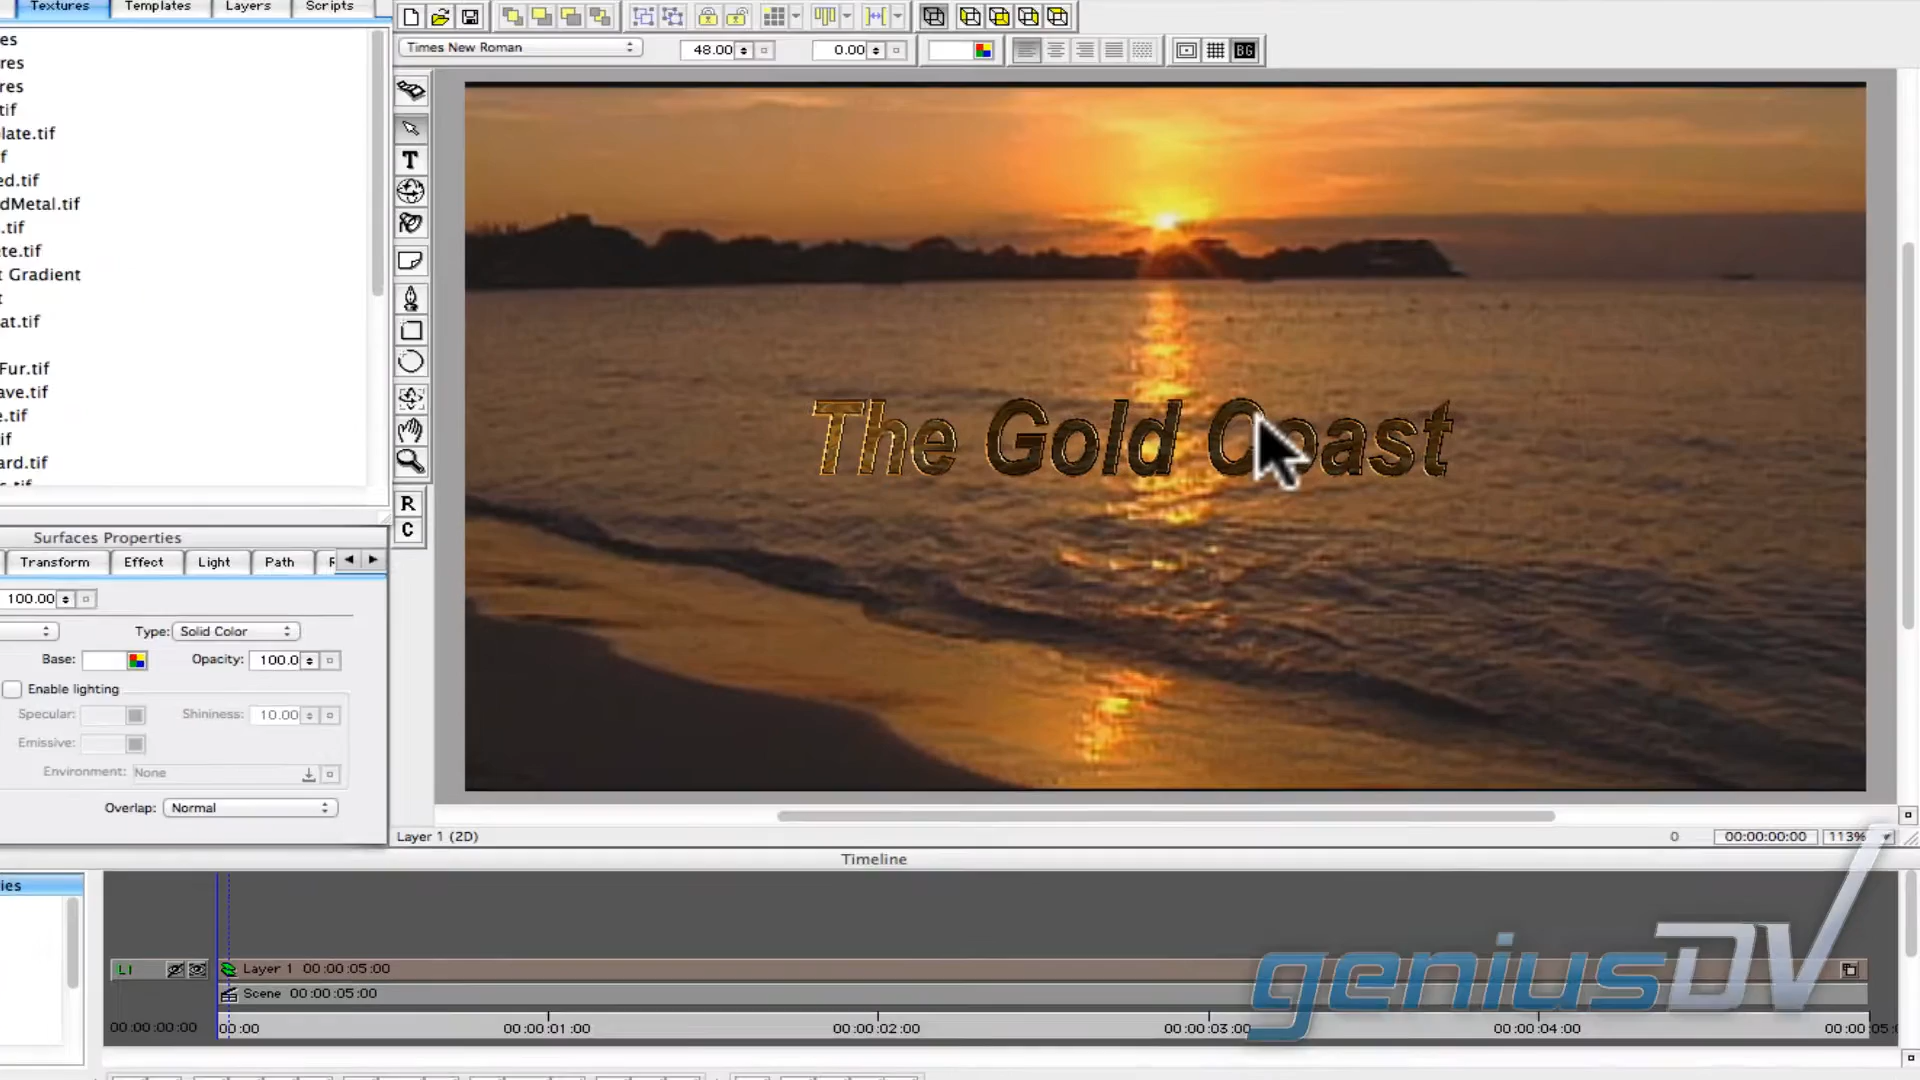 Textures
Templates
Layers
Scripts
es
res
res
tif
late.tif
f
ed.tif
dMetal.tif
s.tif
te.tif
t Gradient
t
at.tif
Fur.tif
ave.tif
e.tif
if
ard.tif
Times New Roman
48.00
0.00
BG
T
R
C
The Gold Coast
Surfaces Properties
Transform
Effect
Light
Path
100.00
Type: Solid Color
Base:
Opacity: 100.0
Enable lighting
Specular:
Shininess: 10.00
Emissive:
Environment: None
Overlap: Normal
Layer 1 (2D)
0
00:00:00:00
113%
Timeline
ies
L1
Layer 1 00:00:05:00
Scene 00:00:05:00
00:00:00:00
00:00
00:00:01:00
00:00:02:00
00:00:03:00
00:00:04:00
00:00:05:
geniusDV